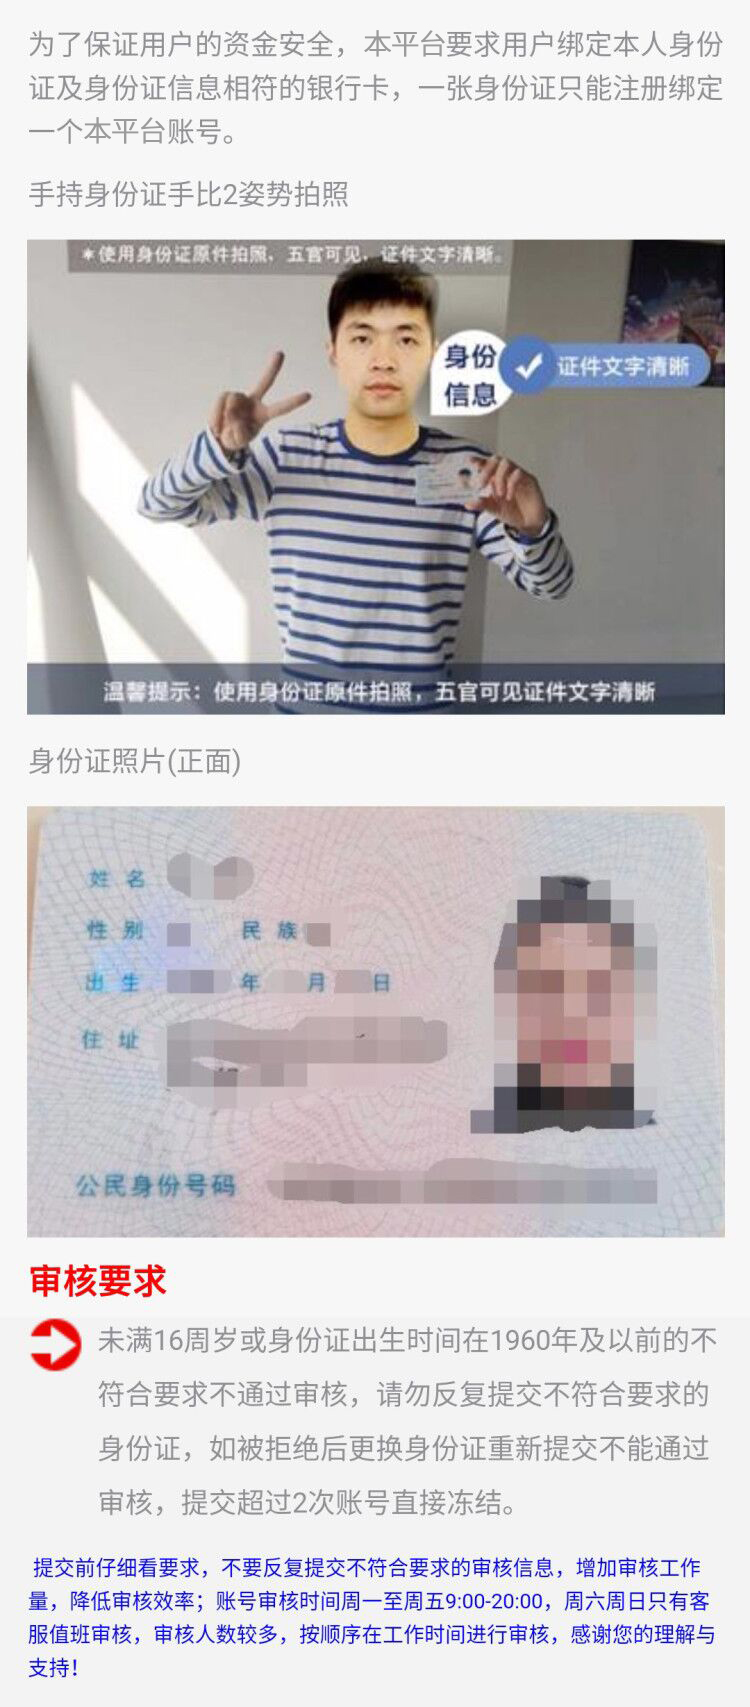 为了保证用户的资金安全，本平台要求用户绑定本人身份
证及身份证信息相符的银行卡，一张身份证只能注册绑定
一个本平台账号。
手持身份证手比2姿势拍照
*使用身份证原件拍照，五官可见，证件文字清晰。
身份
信息
证件文字清晰
温馨提示：使用身份证原件拍照，五官可见证件文字清晰
身份证照片(正面)
姓名
性别 民族
出生 年 月 日
住址
公民身份号码
审核要求
未满16周岁或身份证出生时间在1960年及以前的不
符合要求不通过审核，请勿反复提交不符合要求的
身份证，如被拒绝后更换身份证重新提交不能通过
审核，提交超过2次账号直接冻结。
提交前仔细看要求，不要反复提交不符合要求的审核信息，增加审核工作
量，降低审核效率；账号审核时间周一至周五9:00-20:00，周六周日只有客
服值班审核，审核人数较多，按顺序在工作时间进行审核，感谢您的理解与
支持！